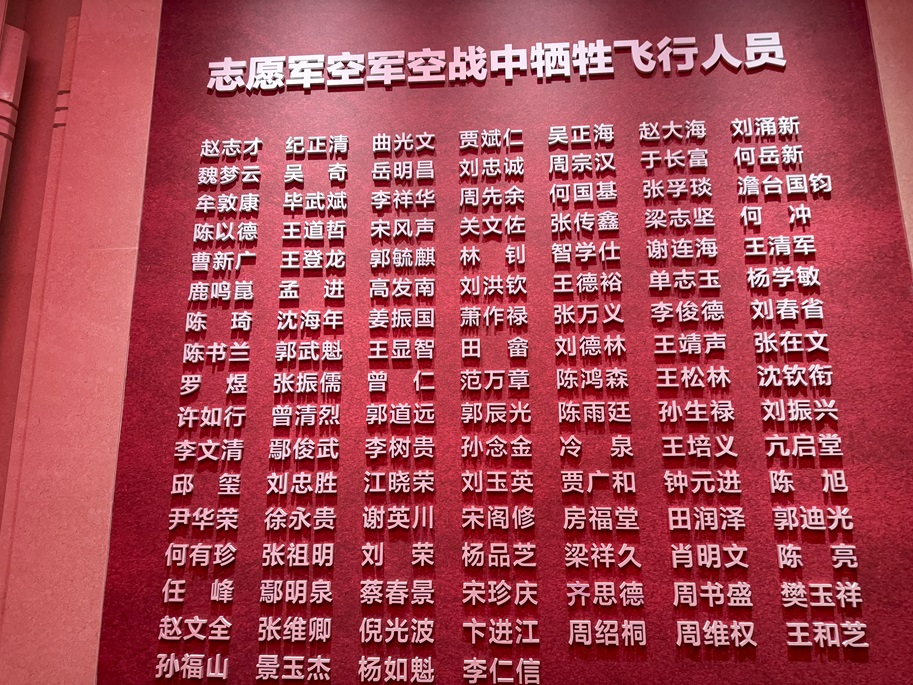 志愿军空军空战中牺牲飞行人员
赵志才 纪正清 曲光文 贾斌仁 吴正海 赵大海 刘涌新
魏梦云 吴 奇 岳明昌 刘忠诚 周宗汉 于长富 何岳新
牟敦康 毕武斌 李祥华 周先余 何国基 张孚琰 澹台国钧
陈以德 王道哲 宋风声 关文佐 张传鑫 梁志坚 何 冲
曹新广 王登龙 郭毓麒 林 钊 智学仕 谢连海 王清军
鹿鸣崑 孟 进 高发南 刘洪钦 王德裕 单志玉 杨学敏
陈 琦 沈海年 姜振国 萧作禄 张万义 李俊德 刘春省
陈书兰 郭武魁 王显智 田 畲 刘德林 王靖声 张在文
罗 煜 张振儒 曾 仁 范万章 陈鸿森 王松林 沈钦衔
许如行 曾清烈 郭道远 郭辰光 陈雨廷 孙生禄 刘振兴
李文清 鄢俊武 李树贵 孙念金 冷 泉 王培义 亢启堂
邱 玺 刘忠胜 江晓荣 刘玉英 贾广和 钟元进 陈 旭
尹华荣 徐永贵 谢英川 宋阁修 房福堂 田润泽 郭迪光
何有珍 张祖明 刘 荣 杨品芝 梁祥久 肖明文 陈 亮
任 峰 鄢明泉 蔡春景 宋珍庆 齐思德 周书盛 樊玉祥
赵文全 张维卿 倪光波 卞进江 周绍桐 周维权 王和芝
孙福山 景玉杰 杨如魁 李仁信